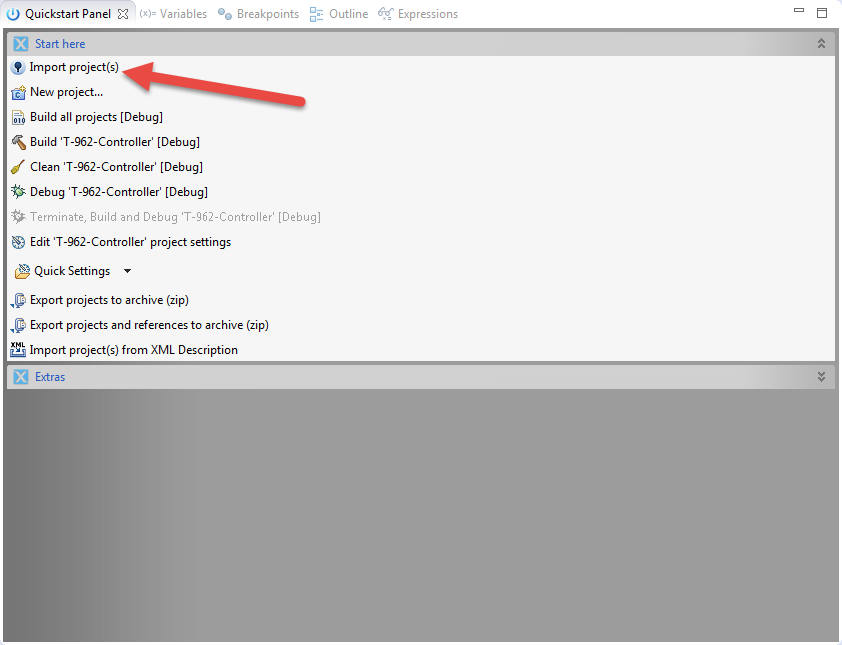 Quickstart Panel (x)= Variables Breakpoints Outline Expressions
Start here
Import project(s)
New project...
Build all projects [Debug]
Build 'T-962-Controller' [Debug]
Clean 'T-962-Controller' [Debug]
Debug 'T-962-Controller' [Debug]
Terminate, Build and Debug 'T-962-Controller' [Debug]
Edit 'T-962-Controller' project settings
Quick Settings
Export projects to archive (zip)
Export projects and references to archive (zip)
XML Import project(s) from XML Description
Extras